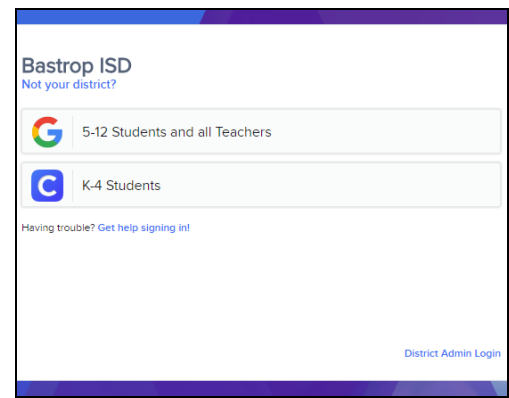 Bastrop ISD
Not your district?
G
5-12 Students and all Teachers
C
K-4 Students
Having trouble? Get help signing in!
District Admin Login